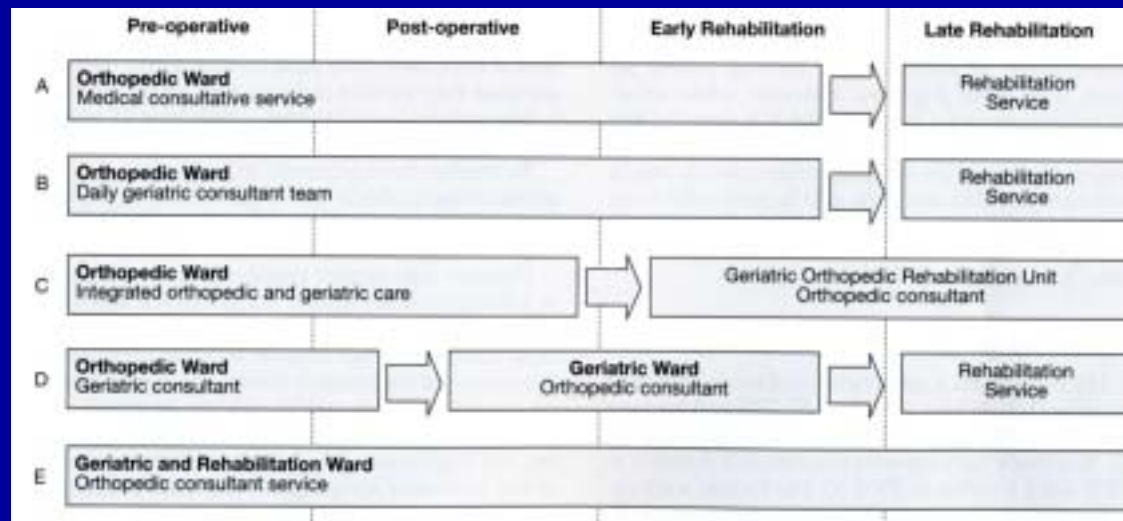 Pre-operative Post-operative Early Rehabilitation Late Rehabilitation
A
Orthopedic Ward
Medical consultative service
Rehabilitation
Service
B
Orthopedic Ward
Daily geriatric consultant team
Rehabilitation
Service
C
Orthopedic Ward
Integrated orthopedic and geriatric care
Geriatric Orthopedic Rehabilitation Unit
Orthopedic consultant
D
Orthopedic Ward
Geriatric consultant
Geriatric Ward
Orthopedic consultant
Rehabilitation
Service
E
Geriatric and Rehabilitation Ward
Orthopedic consultant service